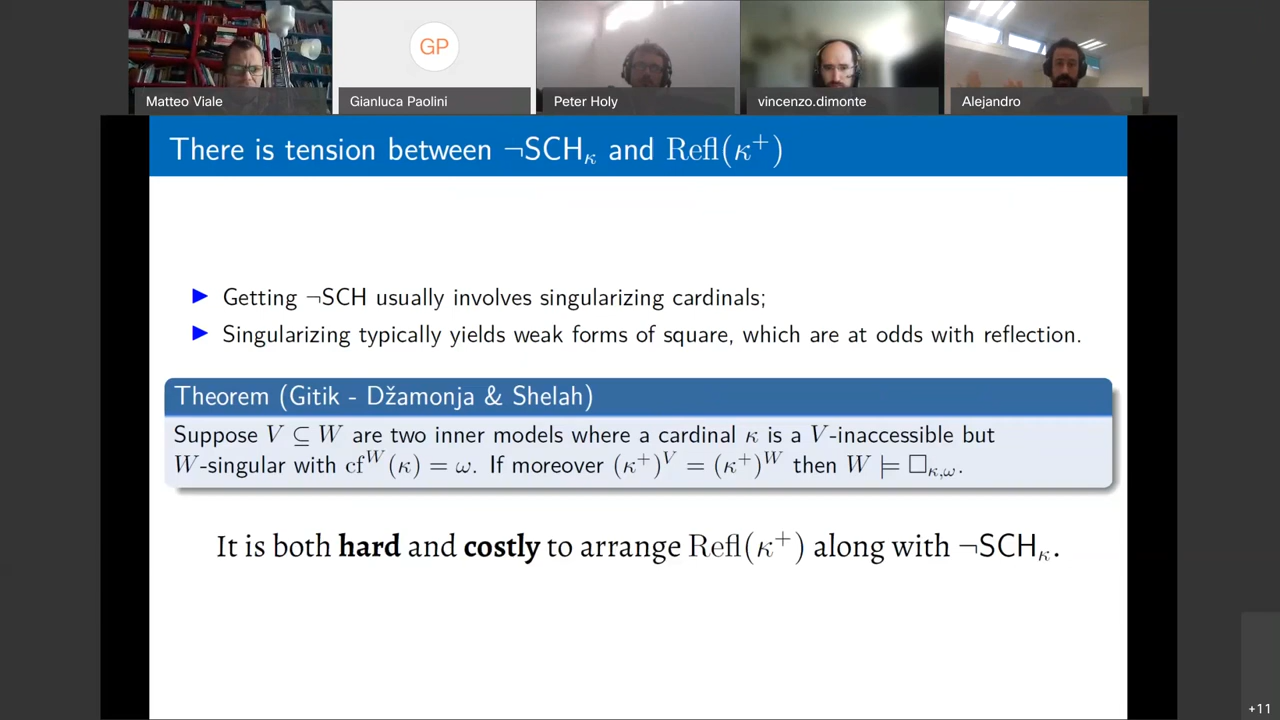 GP
Matteo Viale
Gianluca Paolini
Peter Holy
vincenzo.dimonte
Alejandro
There is tension between ¬SCH_κ and Refl(κ⁺)
▶ Getting ¬SCH usually involves singularizing cardinals;
▶ Singularizing typically yields weak forms of square, which are at odds with reflection.
Theorem (Gitik - Džamonja & Shelah)
Suppose V ⊆ W are two inner models where a cardinal κ is a V-inaccessible but
W-singular with cf^W(κ) = ω. If moreover (κ⁺)^V = (κ⁺)^W then W ⊨ □_{κ,ω}.
It is both hard and costly to arrange Refl(κ⁺) along with ¬SCH_κ.
+11